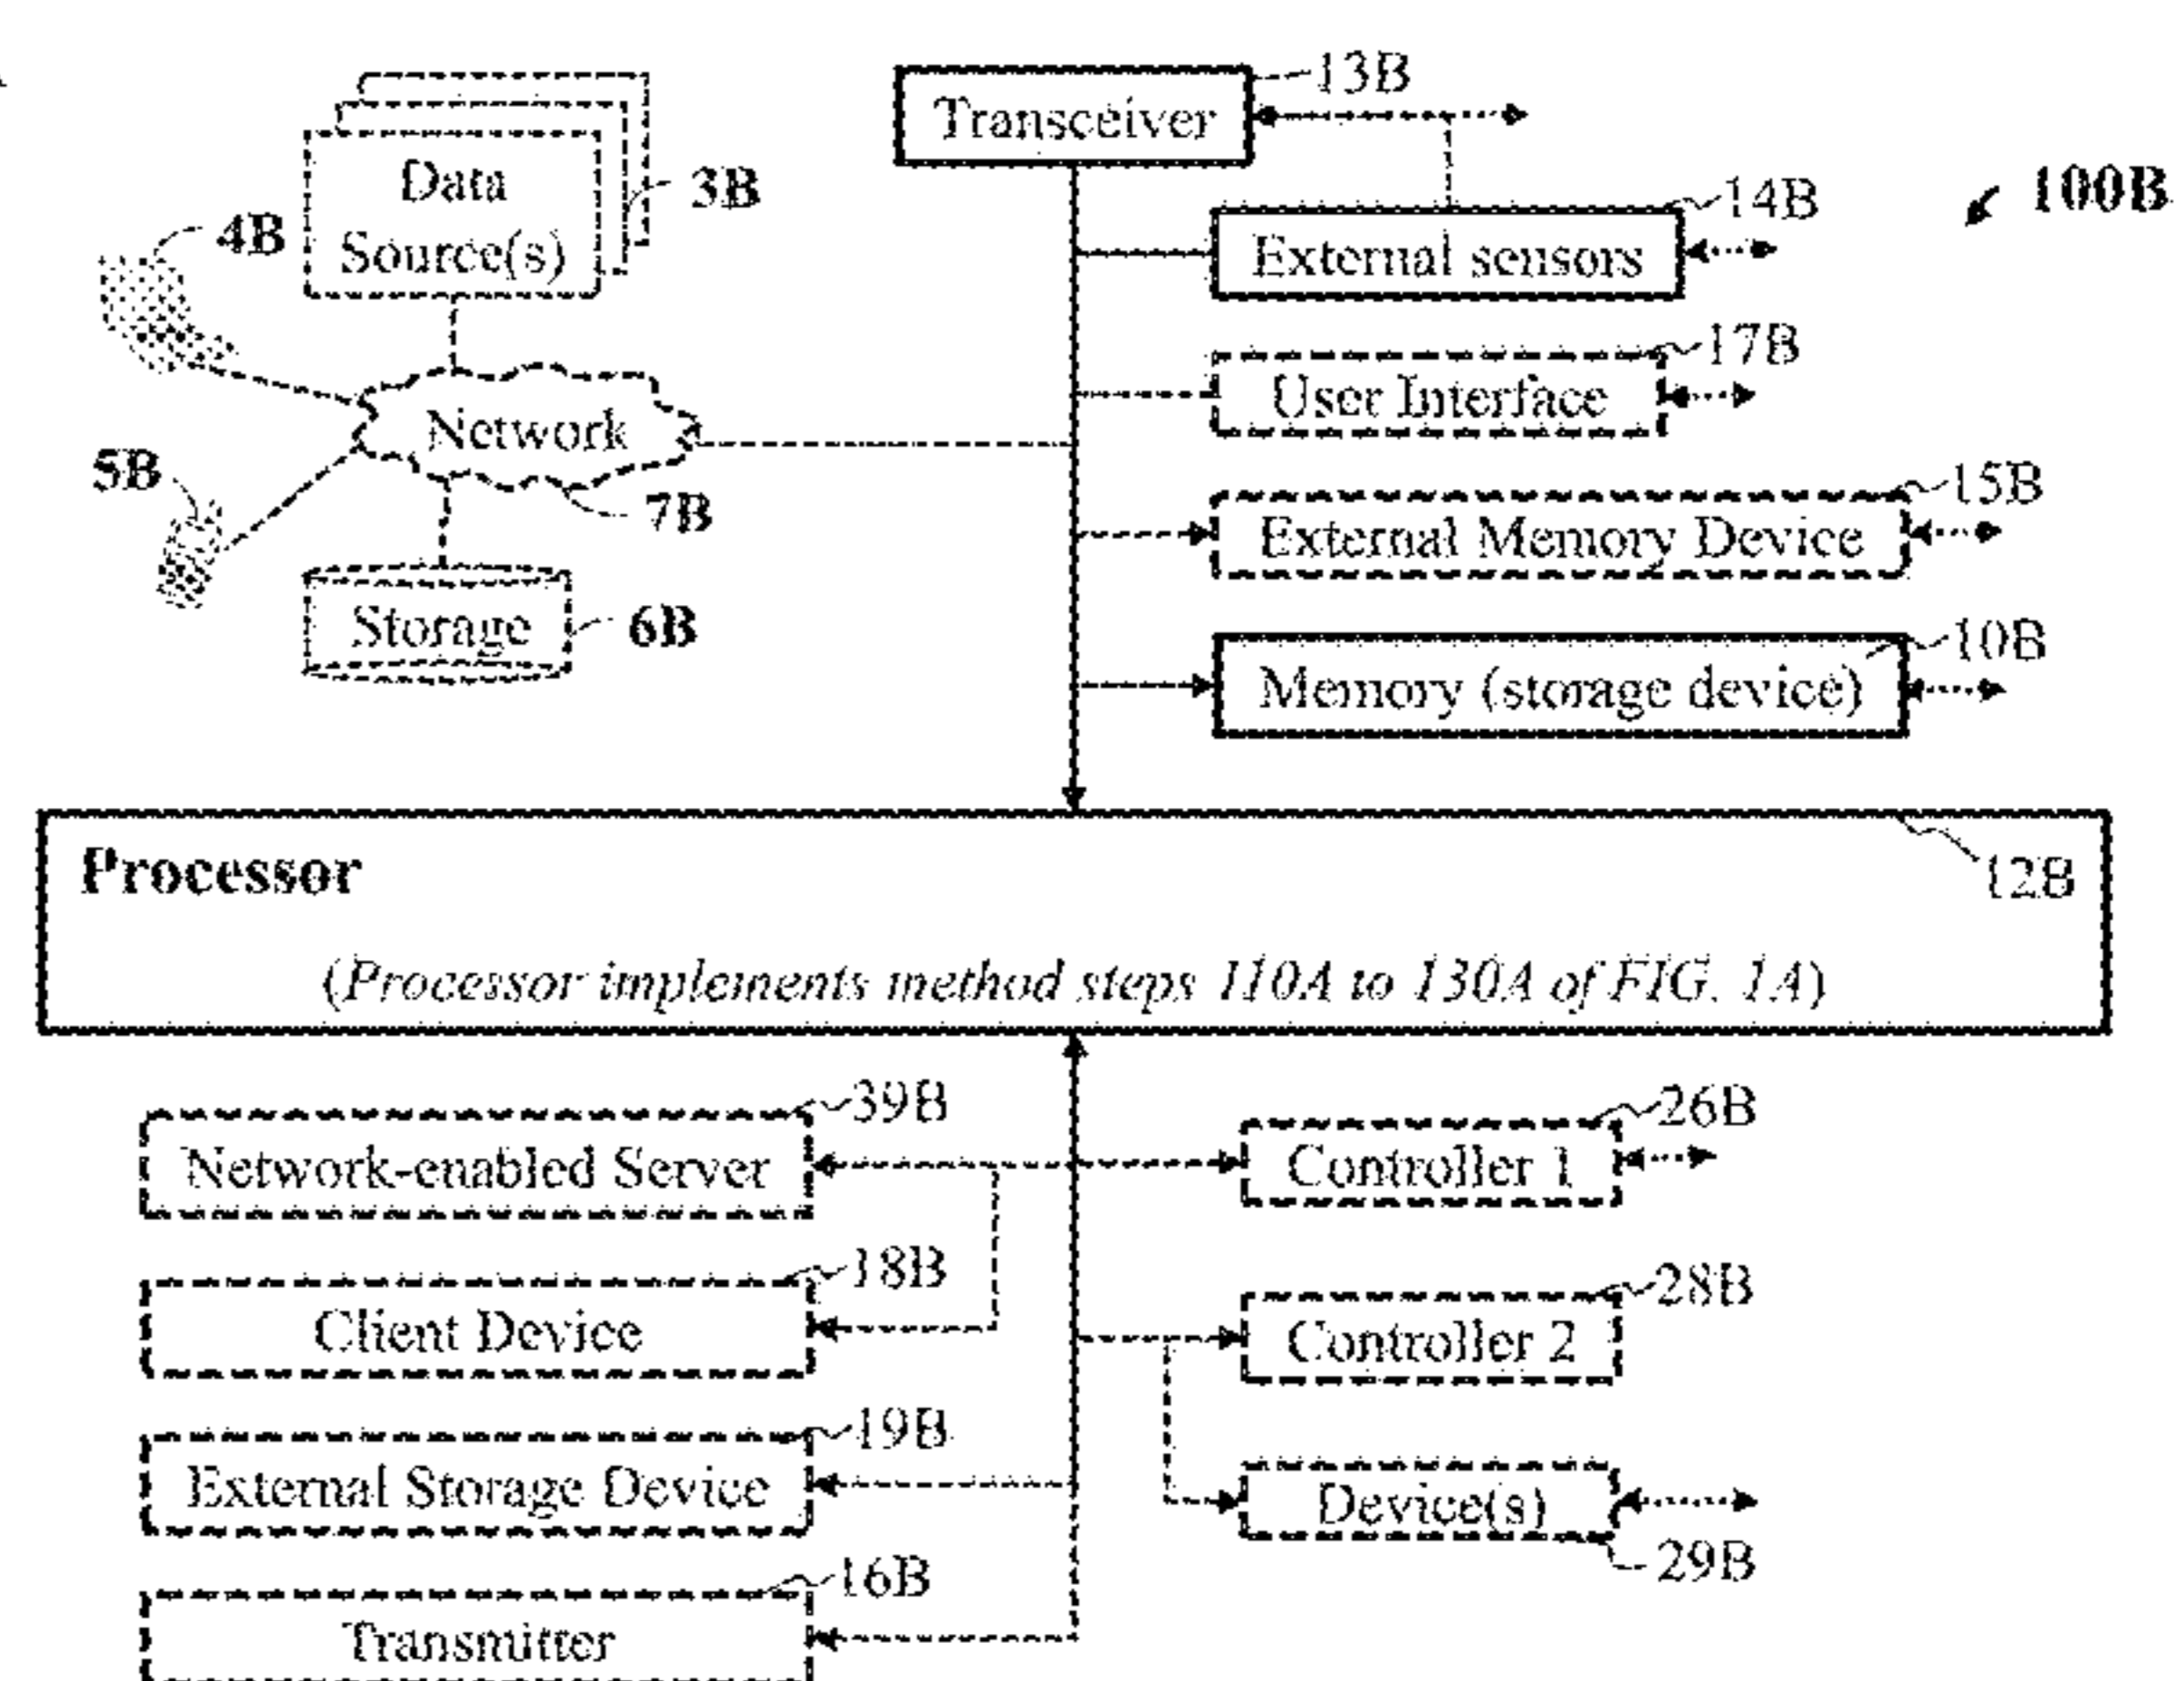 13B
Transceiver
Data
Source(s)
3B
14B
100B
External sensors
4B
17B
User Interface
Network
5B
7B
15B
External Memory Device
Storage
6B
10B
Memory (storage device)
Processor
12B
(Processor implements method steps 110A to 130A of FIG. 1A)
39B
Network-enabled Server
26B
Controller 1
18B
Client Device
28B
Controller 2
19B
External Storage Device
Device(s)
29B
16B
Transmitter